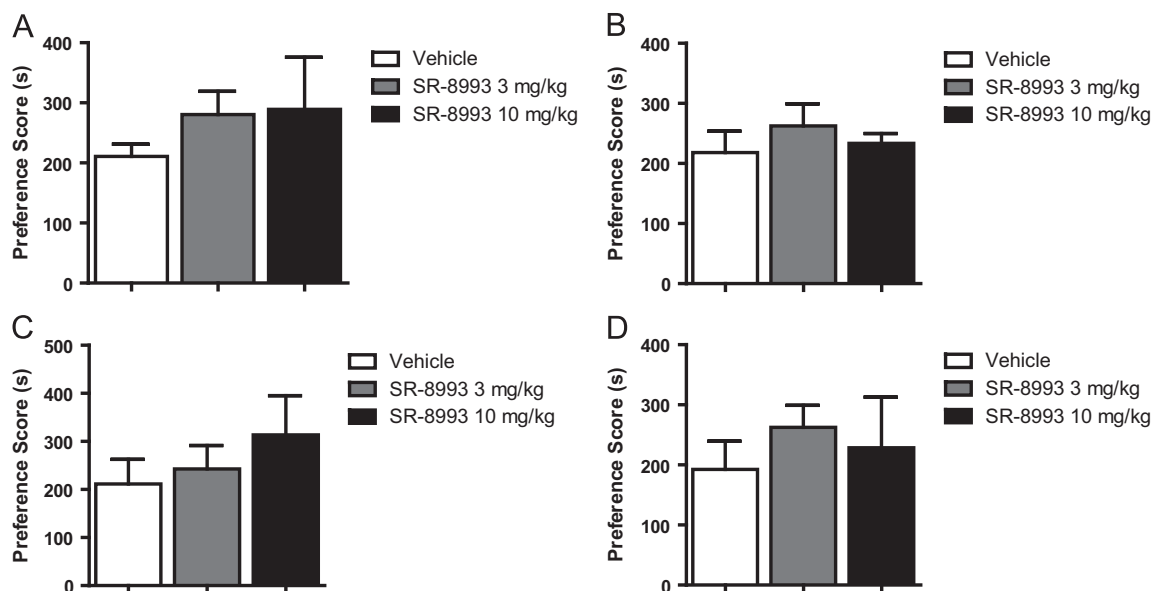 A
Preference Score (s)
400
300
200
100
0
Vehicle
SR-8993 3 mg/kg
SR-8993 10 mg/kg
B
Preference Score (s)
400
300
200
100
0
Vehicle
SR-8993 3 mg/kg
SR-8993 10 mg/kg
C
Preference Score (s)
500
400
300
200
100
0
Vehicle
SR-8993 3 mg/kg
SR-8993 10 mg/kg
D
Preference Score (s)
400
300
200
100
0
Vehicle
SR-8993 3 mg/kg
SR-8993 10 mg/kg